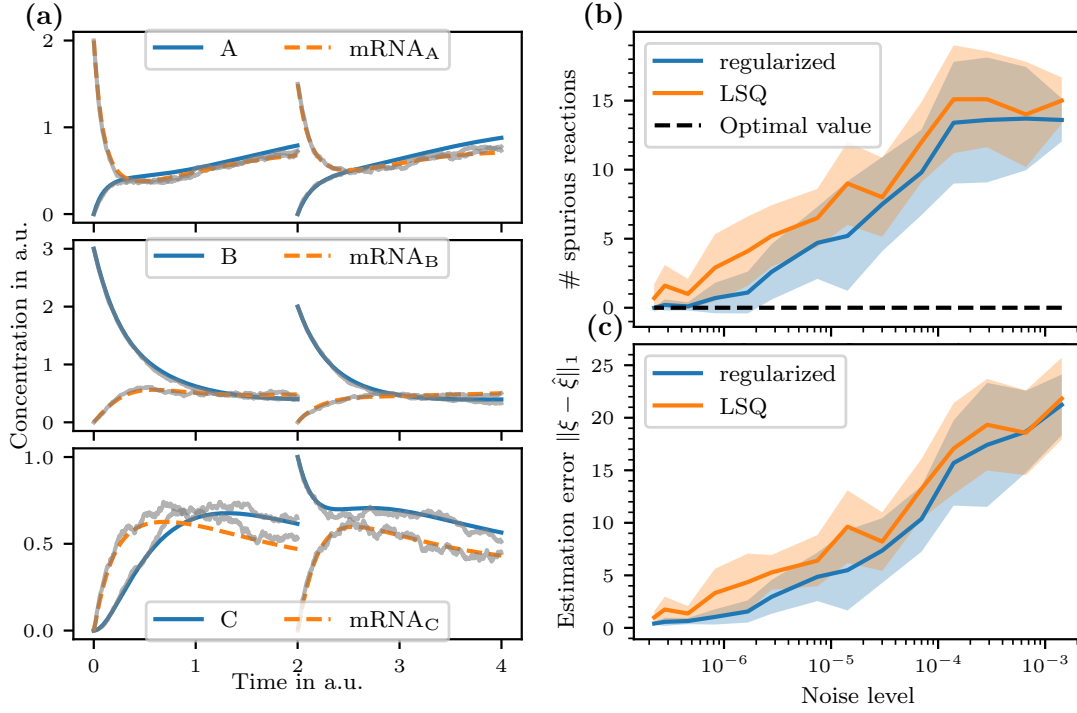 (a)
Concentration in a.u.
2
1
0
A
mRNA_A
3
2
1
0
B
mRNA_B
1.0
0.5
0.0
C
mRNA_C
0
1
2
3
4
Time in a.u.
(b)
# spurious reactions
15
10
5
0
regularized
LSQ
Optimal value
(c)
Estimation error ||ξ − ξ̂||₁
25
20
15
10
5
0
regularized
LSQ
10⁻⁶
10⁻⁵
10⁻⁴
10⁻³
Noise level